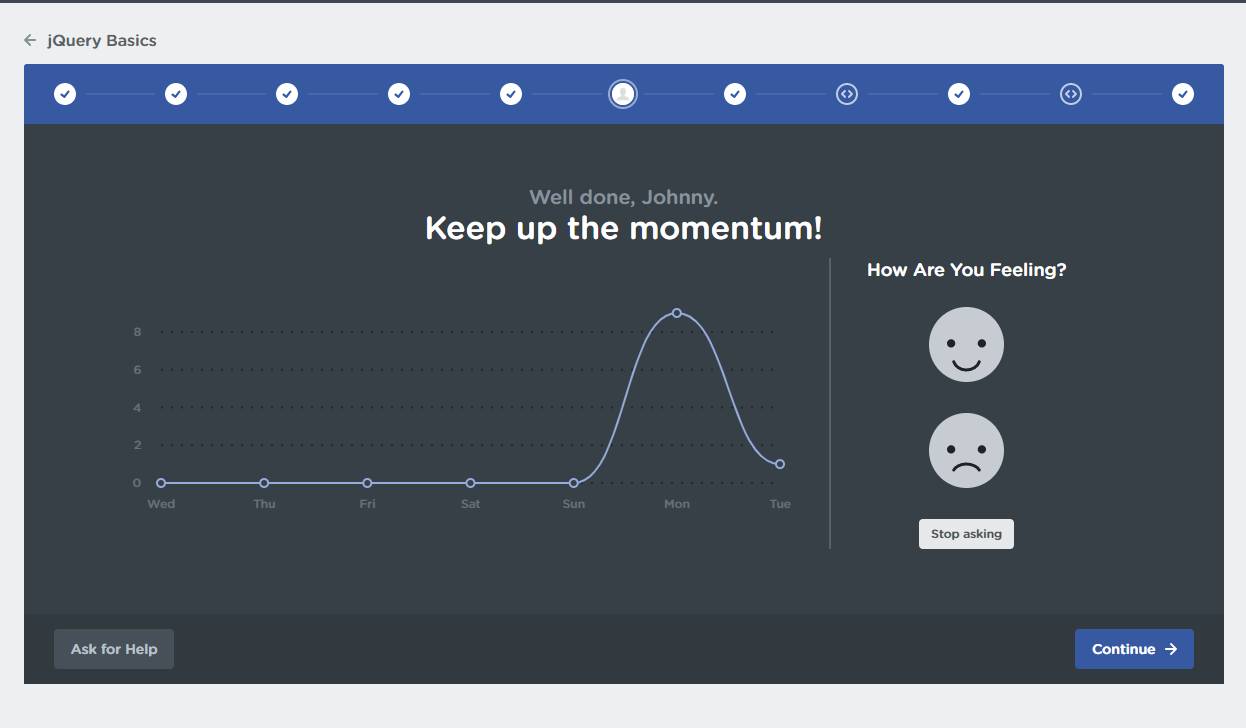 jQuery Basics
Well done, Johnny.
Keep up the momentum!
How Are You Feeling?
8
6
4
2
0
Wed Thu Fri Sat Sun Mon Tue
Stop asking
Ask for Help
Continue